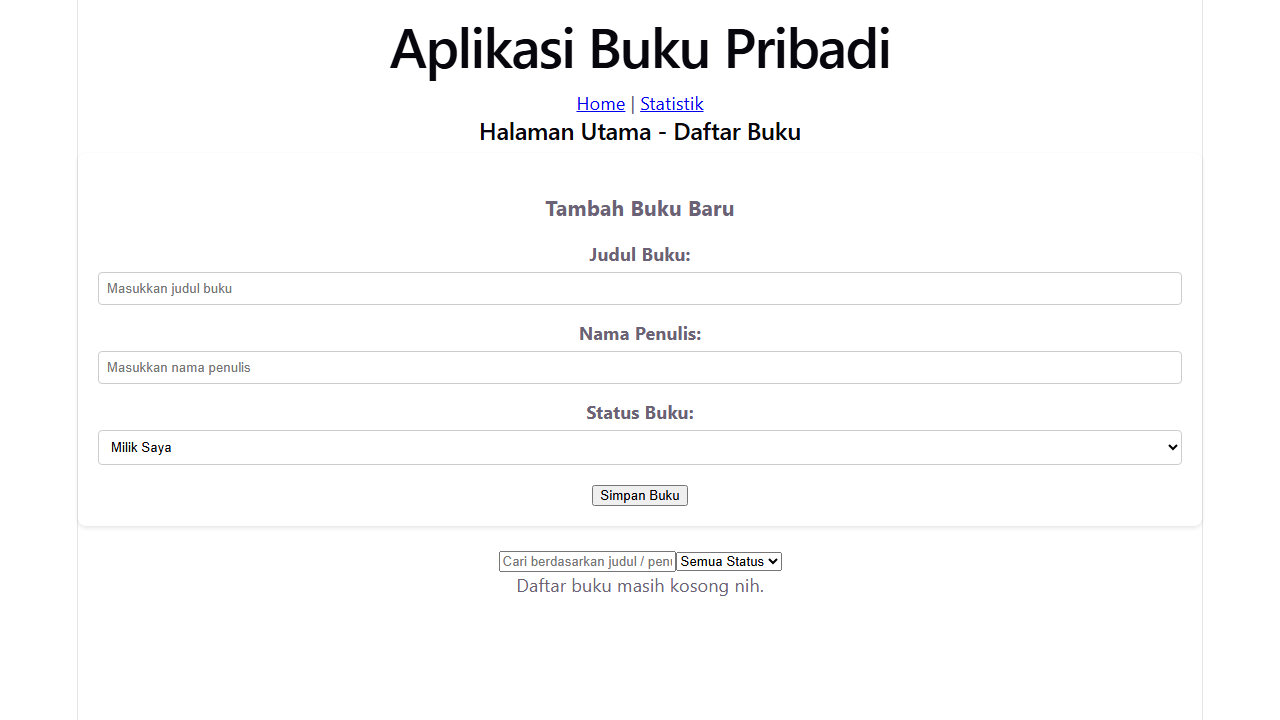 Aplikasi Buku Pribadi
Home | Statistik
Halaman Utama - Daftar Buku
Tambah Buku Baru
Judul Buku:
Masukkan judul buku
Nama Penulis:
Masukkan nama penulis
Status Buku:
Milik Saya
Simpan Buku
Cari berdasarkan judul / penu Semua Status
Daftar buku masih kosong nih.